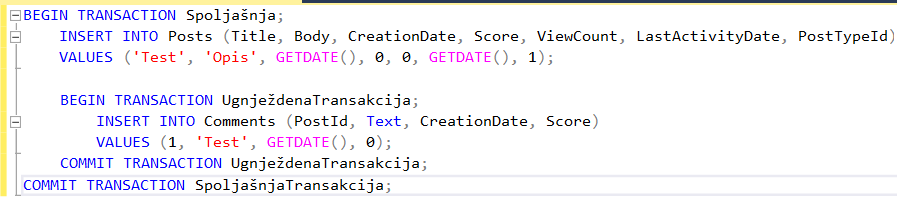 BEGIN TRANSACTION Spoljašnja;
INSERT INTO Posts (Title, Body, CreationDate, Score, ViewCount, LastActivityDate, PostTypeId)
VALUES ('Test', 'Opis', GETDATE(), 0, 0, GETDATE(), 1);
BEGIN TRANSACTION UgnježdenaTransakcija;
INSERT INTO Comments (PostId, Text, CreationDate, Score)
VALUES (1, 'Test', GETDATE(), 0);
COMMIT TRANSACTION UgnježdenaTransakcija;
COMMIT TRANSACTION SpoljašnjaTransakcija;